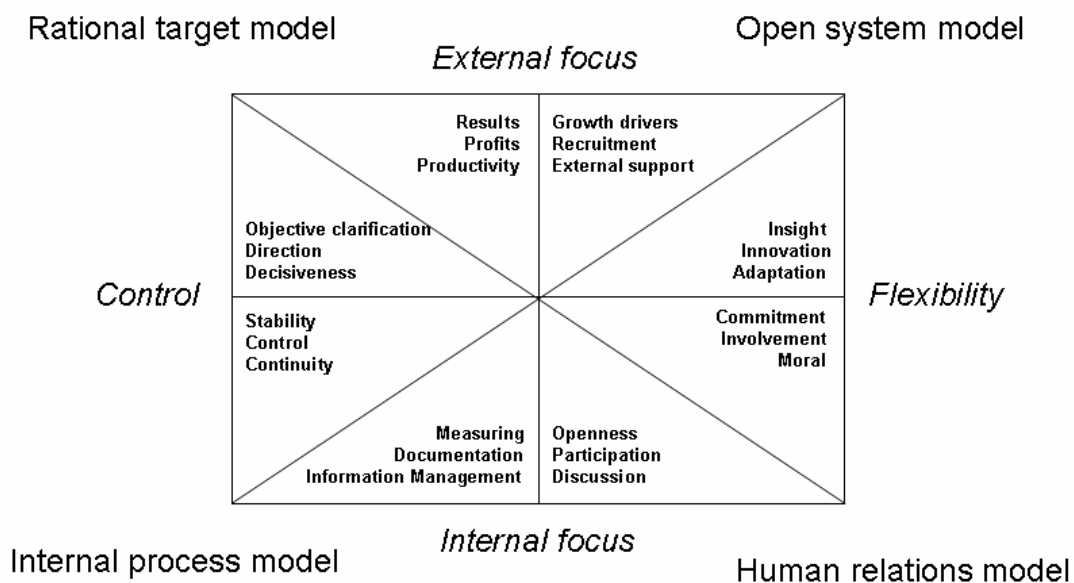 Rational target model
Open system model
External focus
Results
Profits
Productivity
Growth drivers
Recruitment
External support
Objective clarification
Direction
Decisiveness
Insight
Innovation
Adaptation
Control
Flexibility
Stability
Control
Continuity
Commitment
Involvement
Moral
Measuring
Documentation
Information Management
Openness
Participation
Discussion
Internal focus
Internal process model
Human relations model